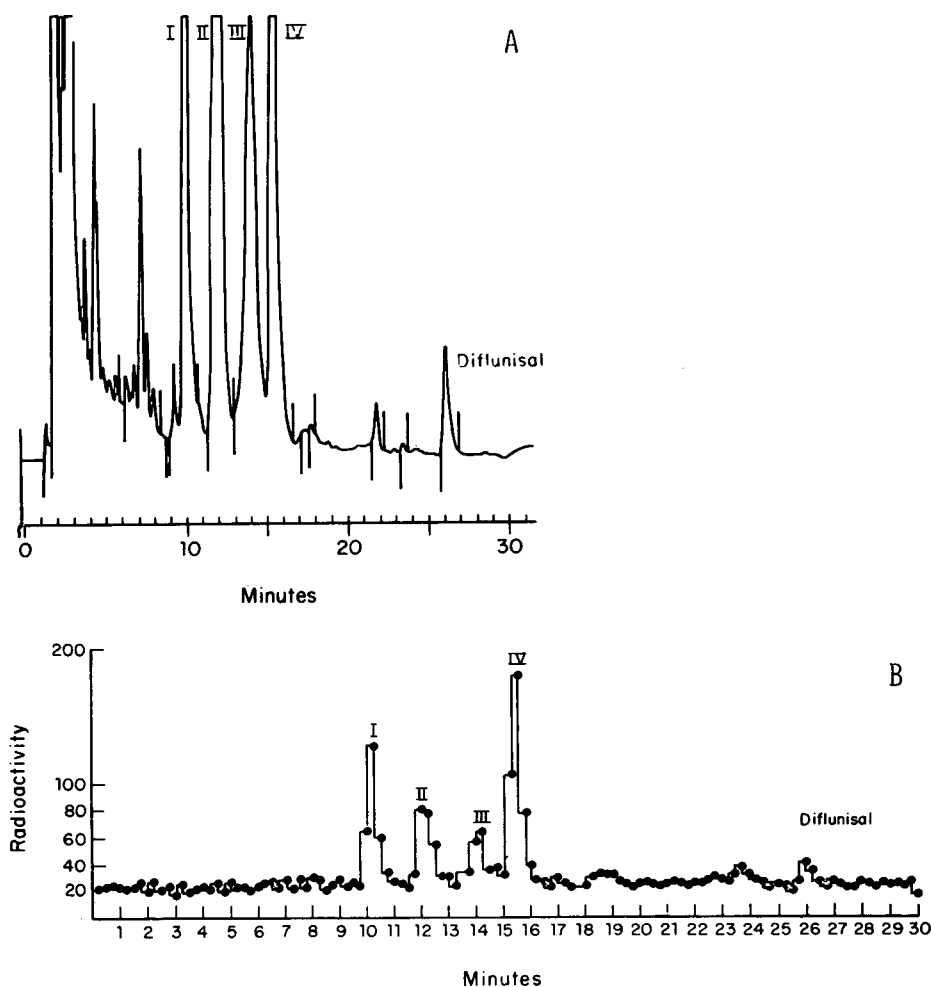 I II III IV
A
Diflunisal
0 10 20 30
Minutes
200
100
80
60
40
20
Radioactivity
I
II
III
IV
B
Diflunisal
1 2 3 4 5 6 7 8 9 10 11 12 13 14 15 16 17 18 19 20 21 22 23 24 25 26 27 28 29 30
Minutes